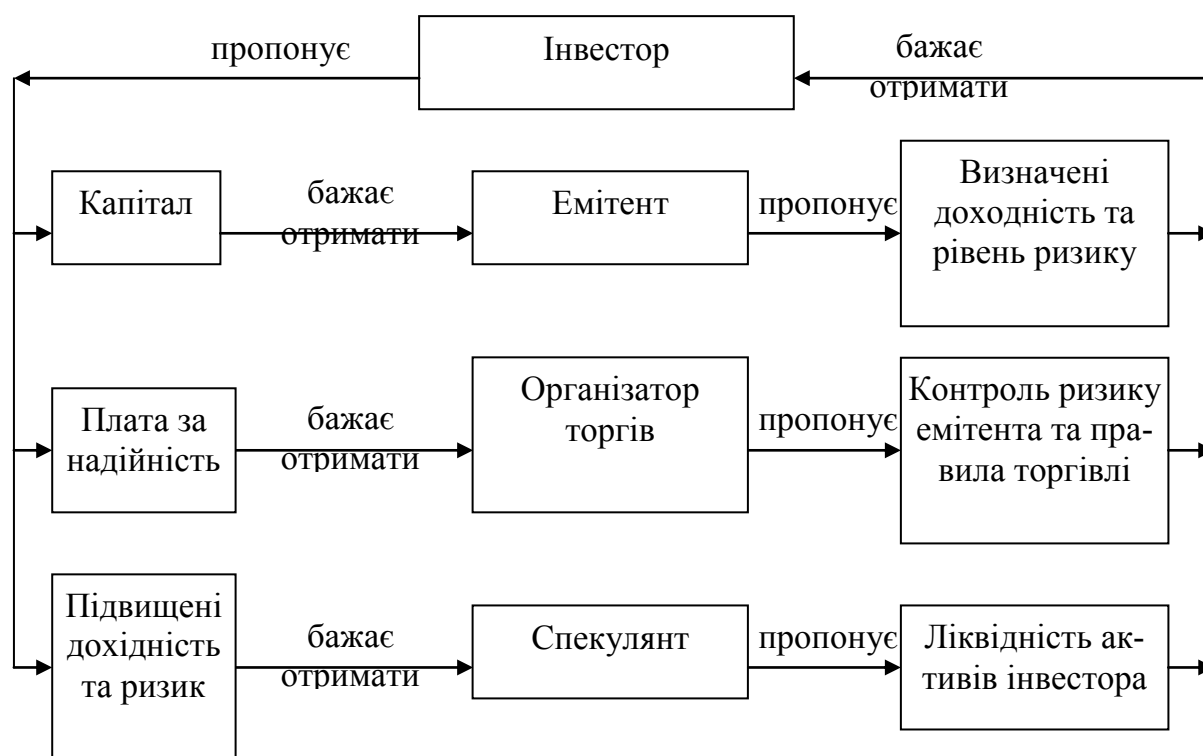 пропонує
Інвестор
бажає
отримати
Капітал
бажає
отримати
Емітент
пропонує
Визначені
доходність та
рівень ризику
Плата за
надійність
бажає
отримати
Організатор
торгів
пропонує
Контроль ризику
емітента та пра-
вила торгівлі
Підвищені
дохідність
та ризик
бажає
отримати
Спекулянт
пропонує
Ліквідність ак-
тивів інвестора